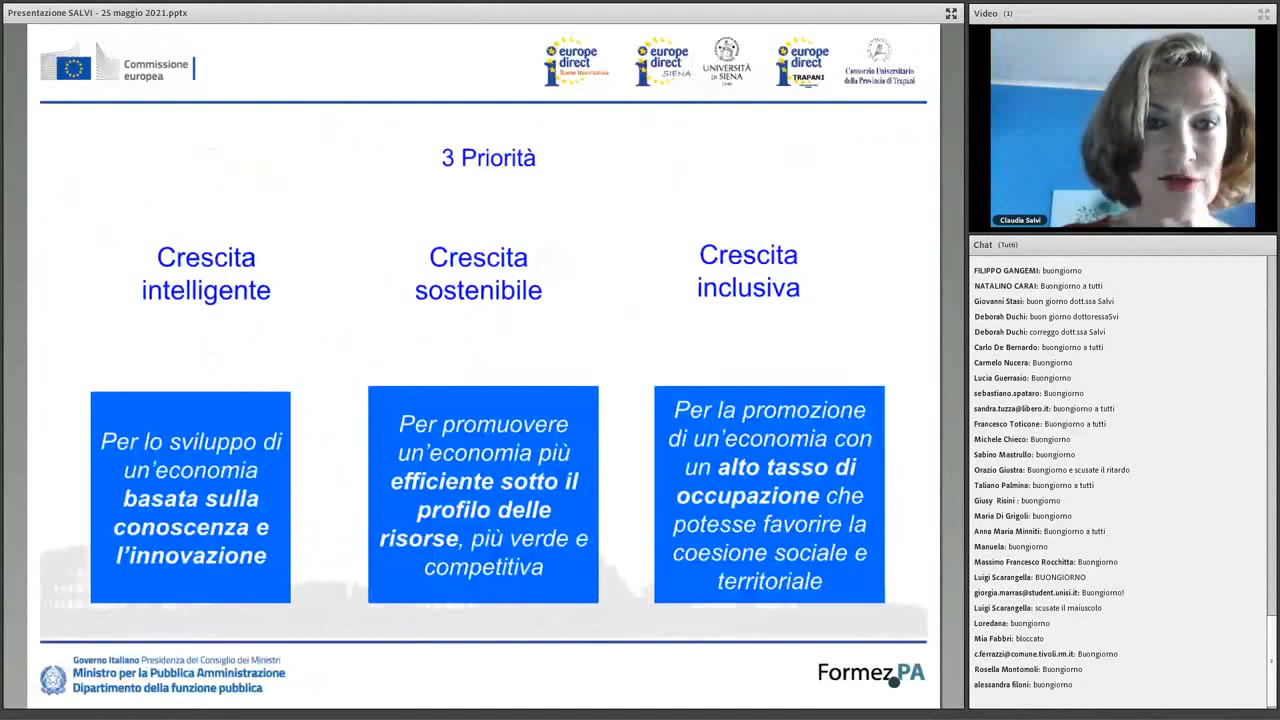 Presentazione SALVI - 25 maggio 2021.pptx
Commissione
europea
europe
direct
Roma Innovazione
europe
direct
SIENA
UNIVERSITÀ
DI SIENA
1240
europe
direct
TRAPANI
Consorzio Universitario
della Provincia di Trapani
3 Priorità
Crescita
intelligente
Crescita
sostenibile
Crescita
inclusiva
Per lo sviluppo di
un'economia
basata sulla
conoscenza e
l'innovazione
Per promuovere
un'economia più
efficiente sotto il
profilo delle
risorse, più verde e
competitiva
Per la promozione
di un'economia con
un alto tasso di
occupazione che
potesse favorire la
coesione sociale e
territoriale
Governo Italiano Presidenza del Consiglio dei Ministri
Ministro per la Pubblica Amministrazione
Dipartimento della funzione pubblica
Formez PA
Video (1)
Claudia Salvi
Chat (Tutti)
FILIPPO GANGEMI: buongiorno
NATALINO CARAI: Buongiorno a tutti
Giovanni Stasi: buon giorno dott.ssa Salvi
Deborah Duchi: buon giorno dottoressaSvi
Deborah Duchi: correggo dott.ssa Salvi
Carlo De Bernardo: buongiorno a tutti
Carmelo Nucera: Buongiorno
Lucia Guerrasio: Buongiorno
sebastiano.spataro: Buongiorno
sandra.tuzza@libero.it: buongiorno a tutti
Francesco Toticone: Buongiorno a tutti
Michele Chieco: Buongiorno
Sabino Mastrullo: buongiorno
Orazio Giustra: Buongiorno e scusate il ritardo
Taliano Palmina: buongiorno a tutti
Giusy Risini : buongiorno
Maria Di Grigoli: buongiorno
Anna Maria Minniti: Buongiorno a tutti
Manuela: buongiorno
Massimo Francesco Rocchitta: Buongiorno
Luigi Scarangella: BUONGIORNO
giorgia.marras@student.unisi.it: Buongiorno!
Luigi Scarangella: scusate il maiuscolo
Loredana: buongiorno
Mia Fabbri: bloccato
c.ferrazzi@comune.tivoli.rm.it: Buongiorno
Rosella Montomoli: Buongiorno
alessandra filoni: buongiorno